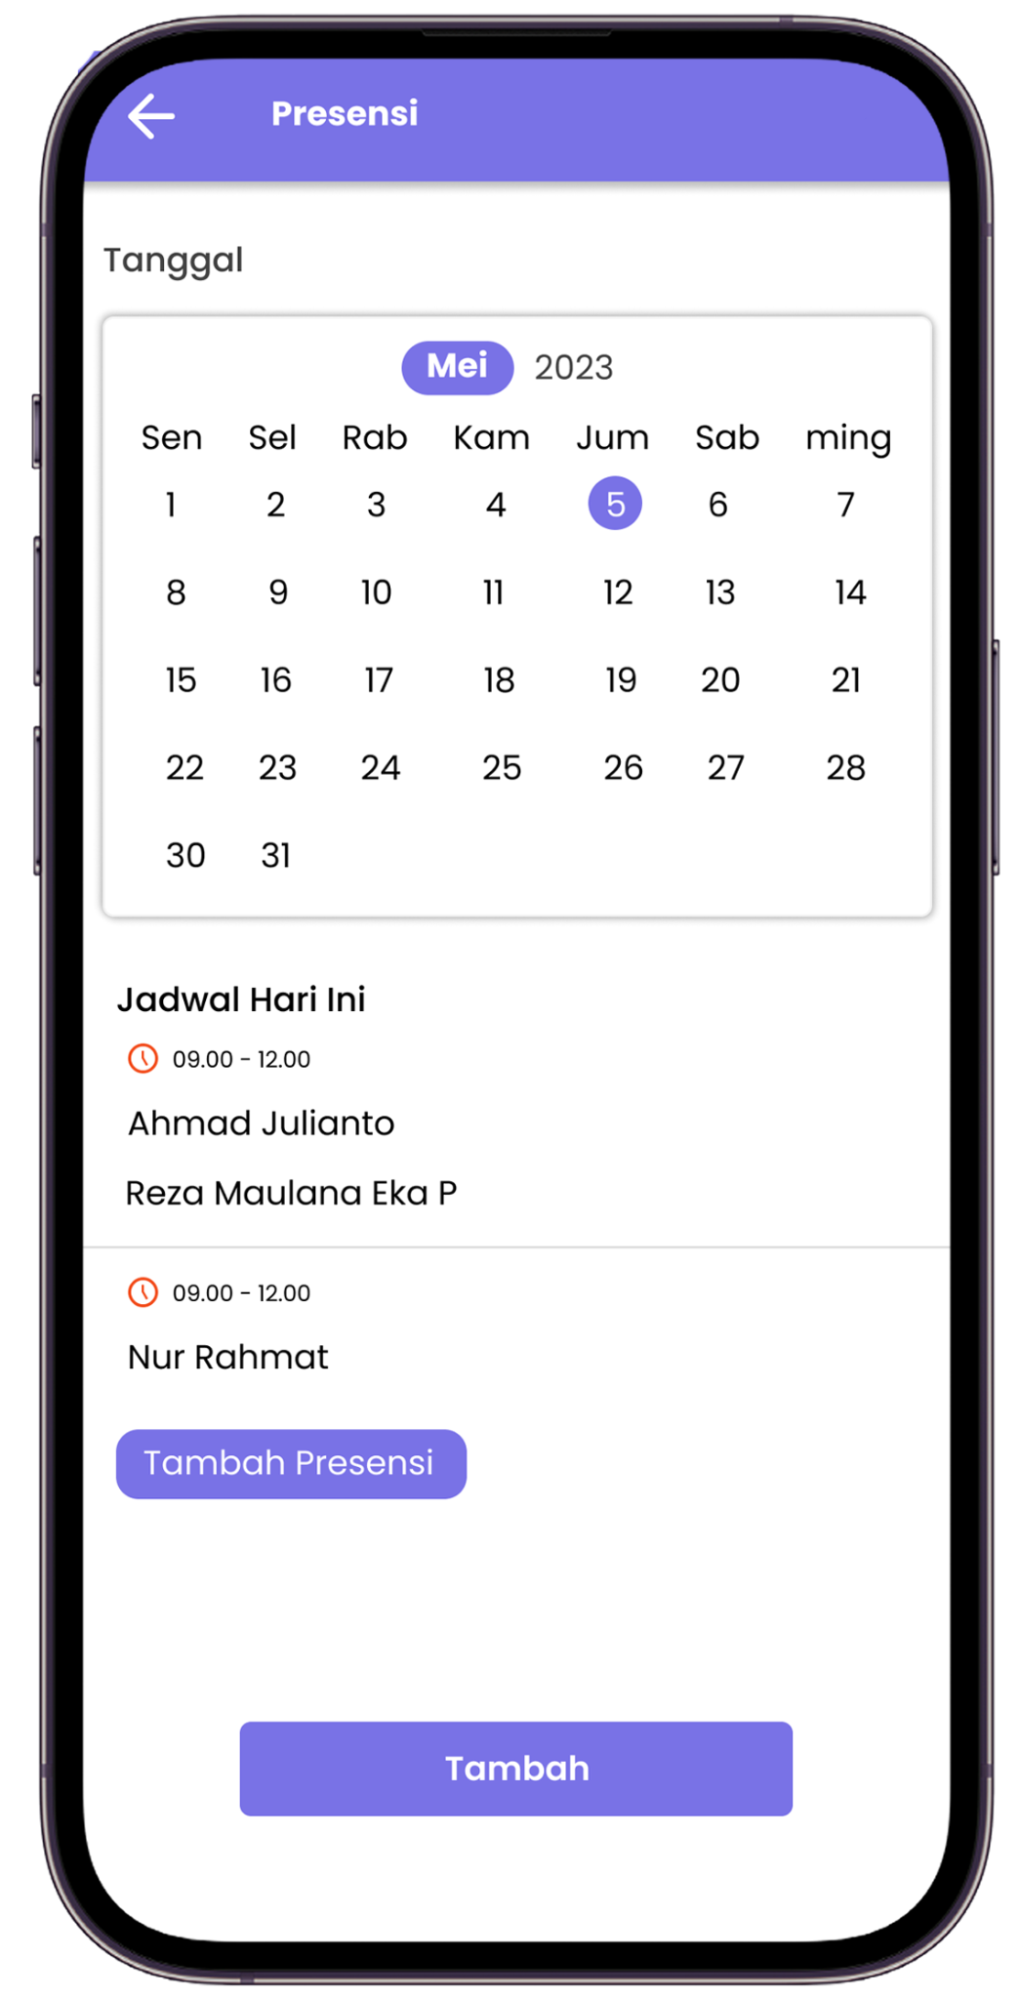 Presensi
Tanggal
Mei 2023
Sen Sel Rab Kam Jum Sab ming
1 2 3 4 5 6 7
8 9 10 11 12 13 14
15 16 17 18 19 20 21
22 23 24 25 26 27 28
30 31
Jadwal Hari Ini
09.00 - 12.00
Ahmad Julianto
Reza Maulana Eka P
09.00 - 12.00
Nur Rahmat
Tambah Presensi
Tambah